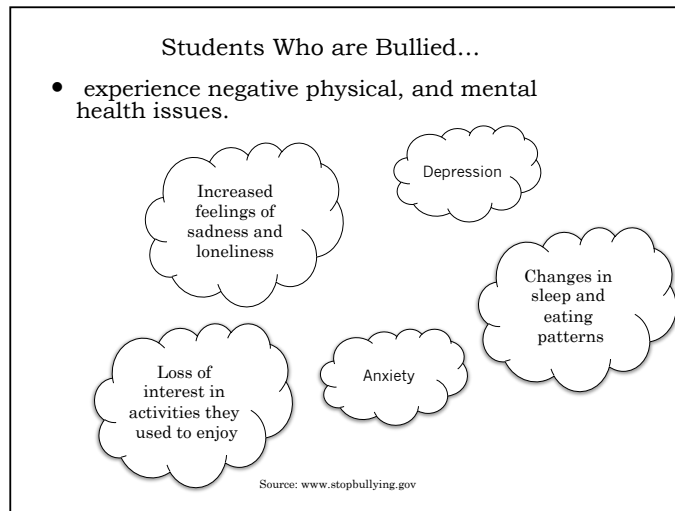 Students Who are Bullied...
• experience negative physical, and mental
health issues.
Increased
feelings of
sadness and
loneliness
Depression
Changes in
sleep and
eating
patterns
Loss of
interest in
activities they
used to enjoy
Anxiety
Source: www.stopbullying.gov